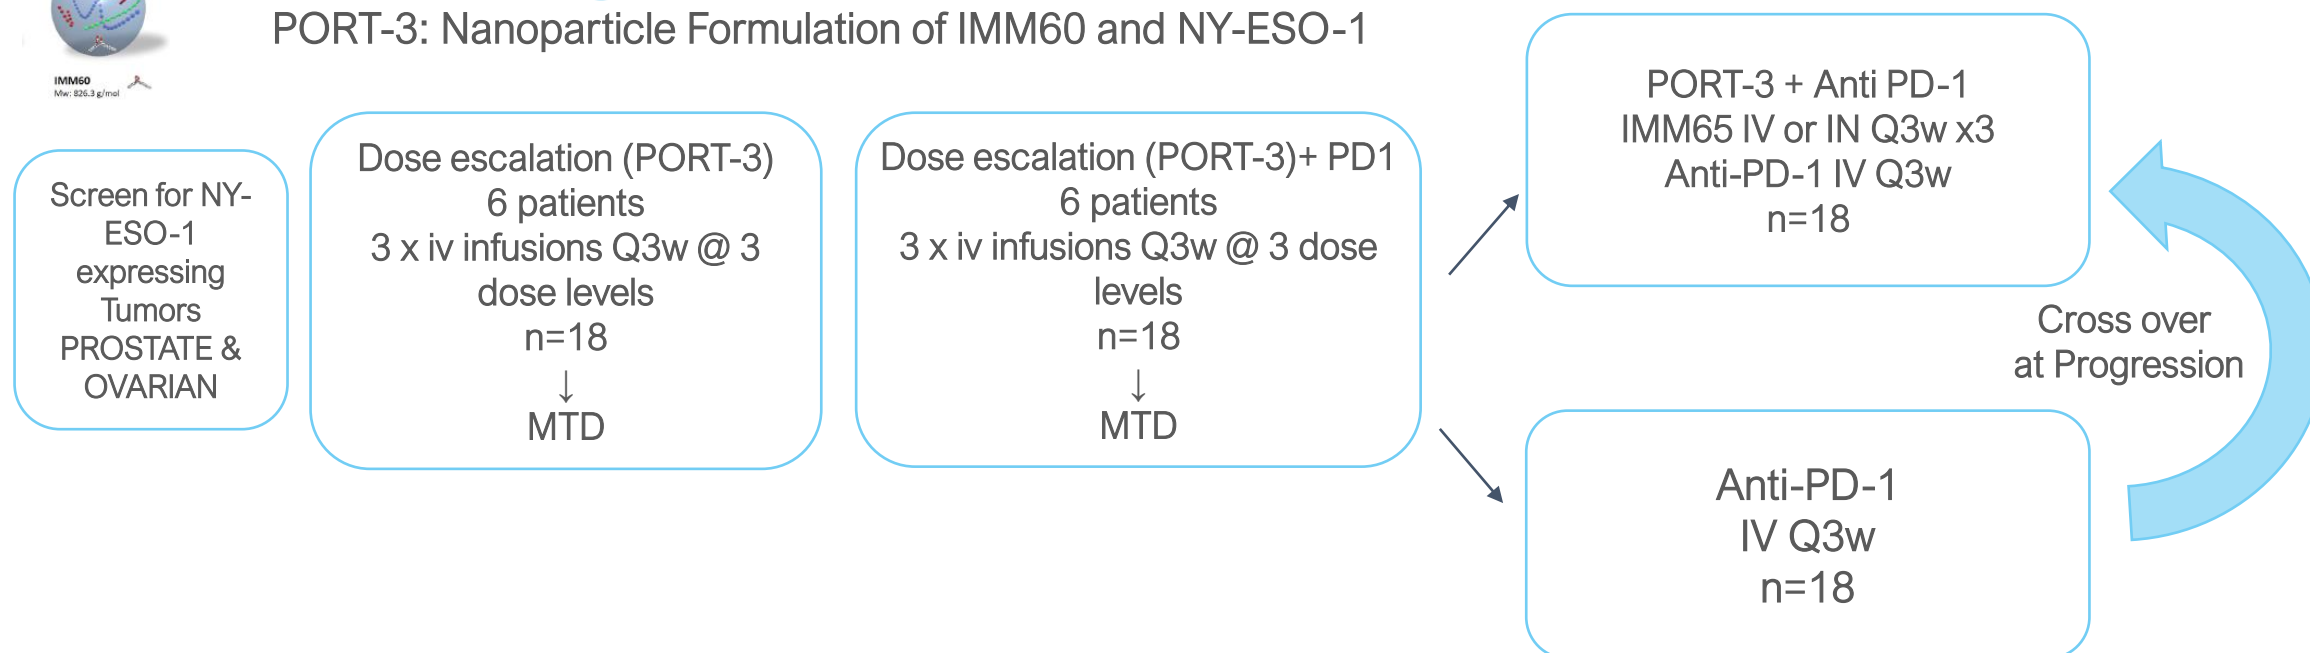 PORT-3: Nanoparticle Formulation of IMM60 and NY-ESO-1
IMM60
Mw: 826.3 g/mol
Screen for NY-
ESO-1
expressing
Tumors
PROSTATE &
OVARIAN
Dose escalation (PORT-3)
6 patients
3 x iv infusions Q3w @ 3
dose levels
n=18
↓
MTD
Dose escalation (PORT-3)+ PD1
6 patients
3 x iv infusions Q3w @ 3 dose
levels
n=18
↓
MTD
PORT-3 + Anti PD-1
IMM65 IV or IN Q3w x3
Anti-PD-1 IV Q3w
n=18
Cross over
at Progression
Anti-PD-1
IV Q3w
n=18